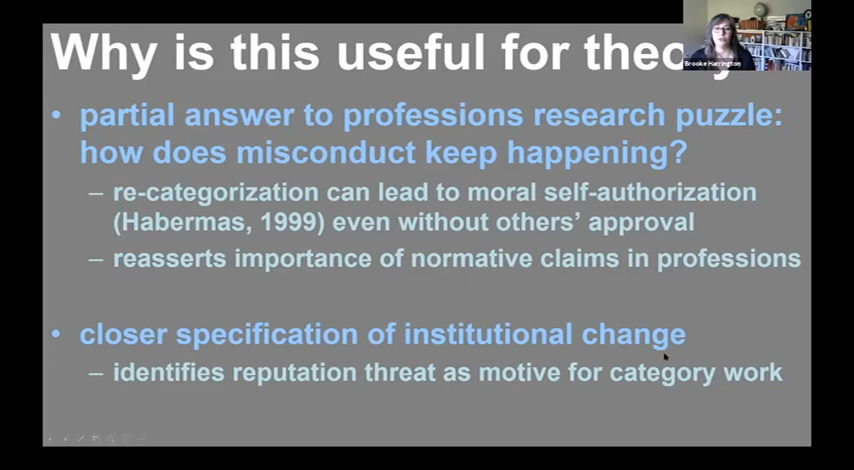 Why is this useful for theory
Brooke Harrington
• partial answer to professions research puzzle:
how does misconduct keep happening?
– re-categorization can lead to moral self-authorization
(Habermas, 1999) even without others’ approval
– reasserts importance of normative claims in professions
• closer specification of institutional change
– identifies reputation threat as motive for category work